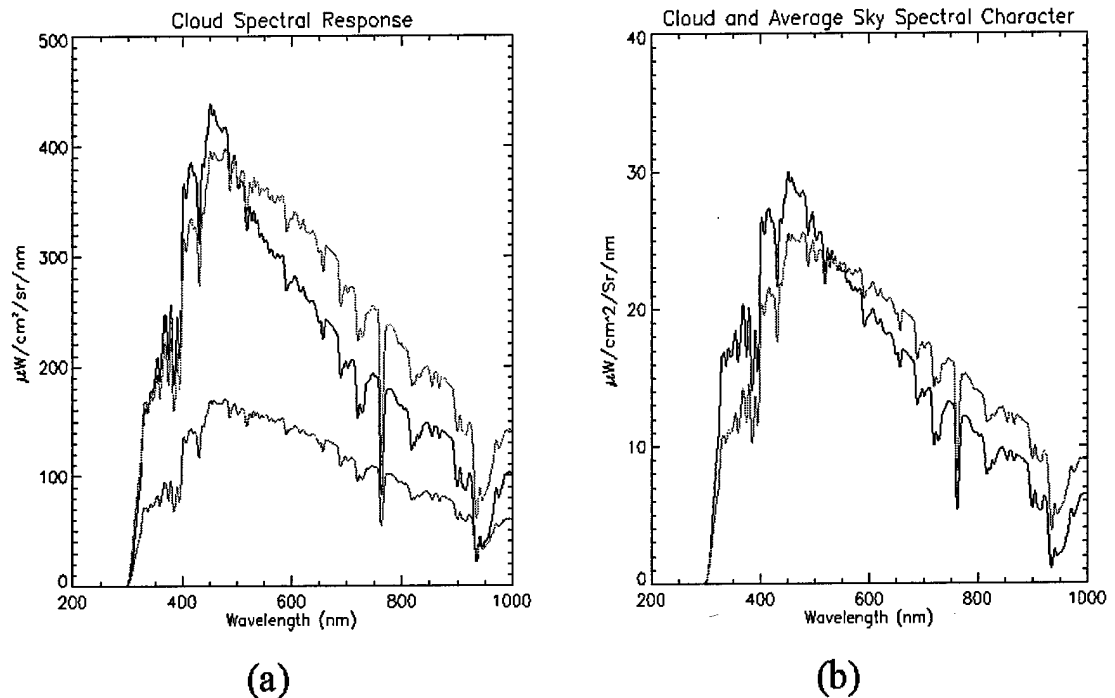 Cloud Spectral Response
500
400
300
200
100
0
µW/cm²/sr/nm
200
400
600
800
1000
Wavelength (nm)
(a)
Cloud and Average Sky Spectral Character
40
30
20
10
0
µW/cm^2/Sr/nm
200
400
600
800
1000
Wavelength (nm)
(b)